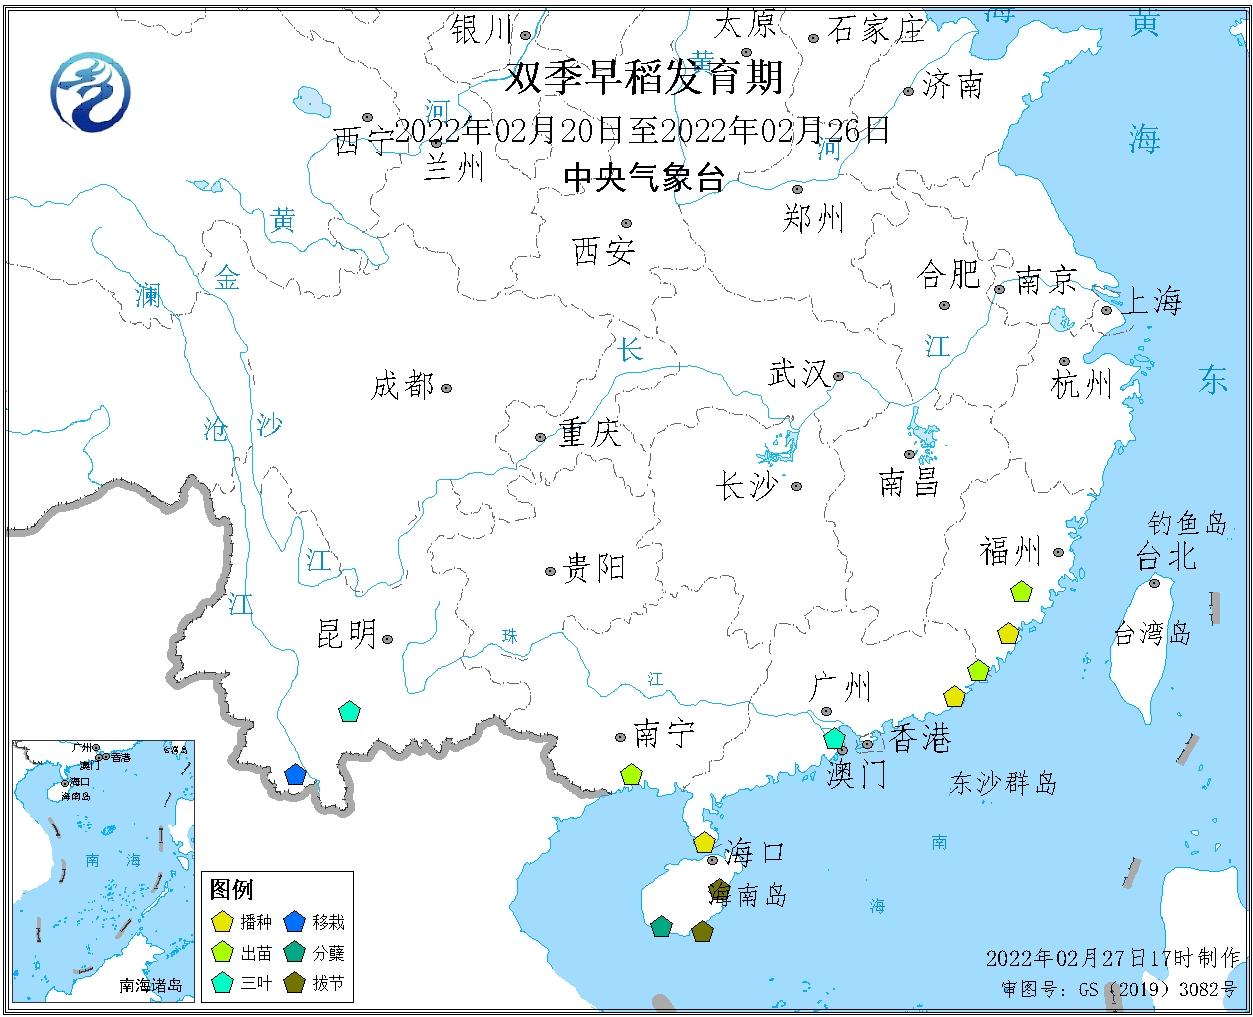 银川
太原
石家庄
海
黄
双季早稻发育期
黄
济南
河
西宁
2022年02月20日至2022年02月26日
海
兰州
河
中央气象台
黄
郑州
西安
金
合肥
南京
澜
上海
长
江
成都
武汉
杭州
东
沧
沙
重庆
长沙
南昌
钓鱼岛
福州
台北
江
贵阳
江
昆明
珠
台湾岛
江
广州
南宁
香港
澳门
东沙群岛
广州
香港
澳门
台湾岛
海口
海南岛
南海
南海诸岛
南
海口
海南岛
海
图例
播种 移栽
出苗 分蘖
三叶 拔节
2022年02月27日17时制作
审图号：GS（2019）3082号